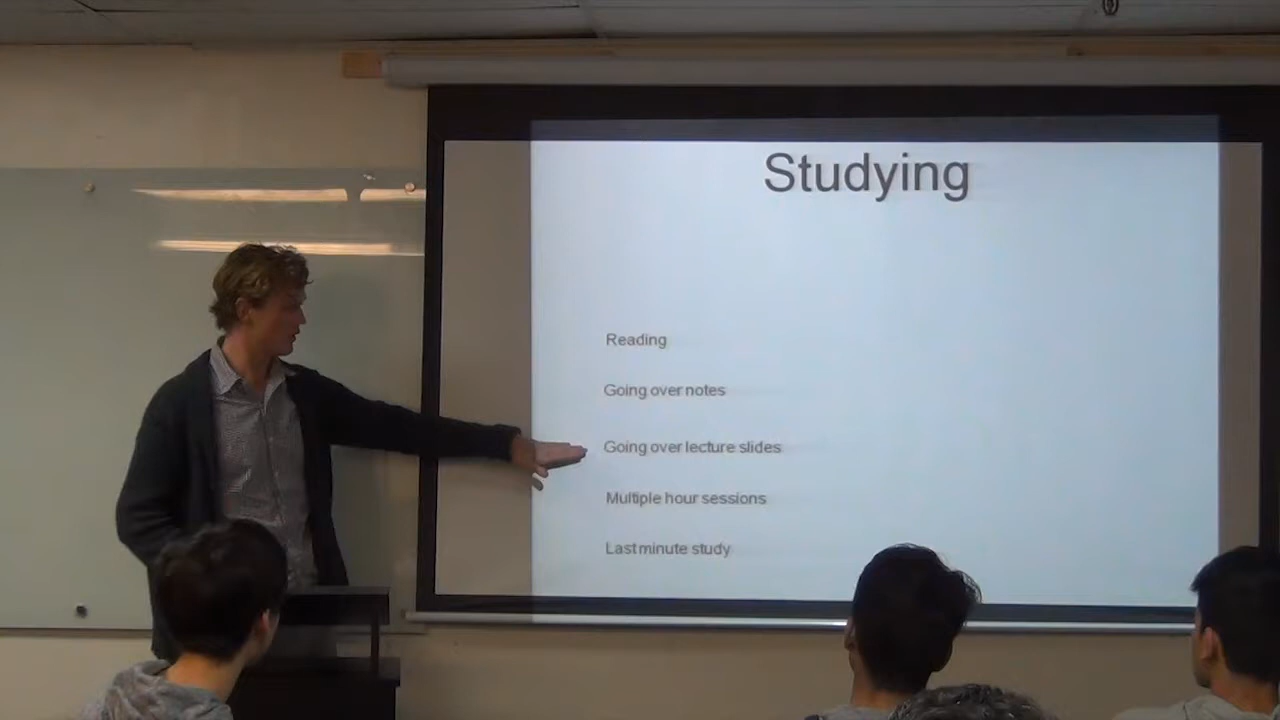 Studying
Reading
Going over notes
Going over lecture slides
Multiple hour sessions
Last minute study